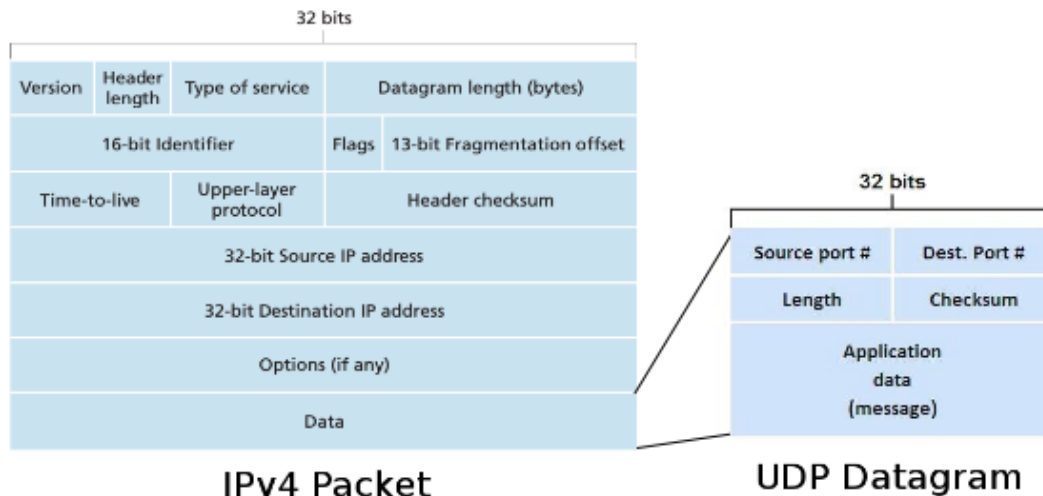 32 bits
Version
Header
length
Type of service
Datagram length (bytes)
16-bit Identifier
Flags
13-bit Fragmentation offset
Time-to-live
Upper-layer
protocol
Header checksum
32-bit Source IP address
32-bit Destination IP address
Options (if any)
Data
IPv4 Packet
32 bits
Source port #
Dest. Port #
Length
Checksum
Application
data
(message)
UDP Datagram